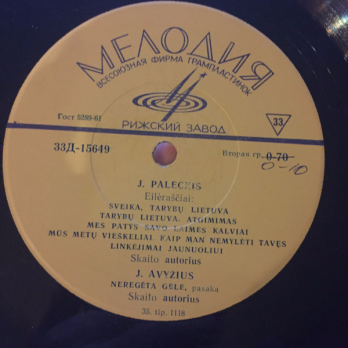 МЕЛОДИЯ
ВСЕСОЮЗНАЯ ФИРМА ГРАМПЛАСТИНОК
Гост 5289-61
33
РИЖСКИЙ ЗАВОД
33Д-15649
Вторая гр. 0-70
0-10
J. PALECKIS
Eilėraščiai:
SVEIKA, TARYBŲ LIETUVA
TARYBŲ LIETUVA. ATGIMIMAS
MES PATYS SAVO LAIMĖS KALVIAI
MŪS METŲ VIEŠKELIAI KAIP MAN NEMYLĖTI TAVĘS
LINKĖJIMAI JAUNUOLIUI
Skaito autorius
J. AVYŽIUS
NEREGĖTA GĖLĖ, pasaka
Skaito autorius
35. tip. 1118